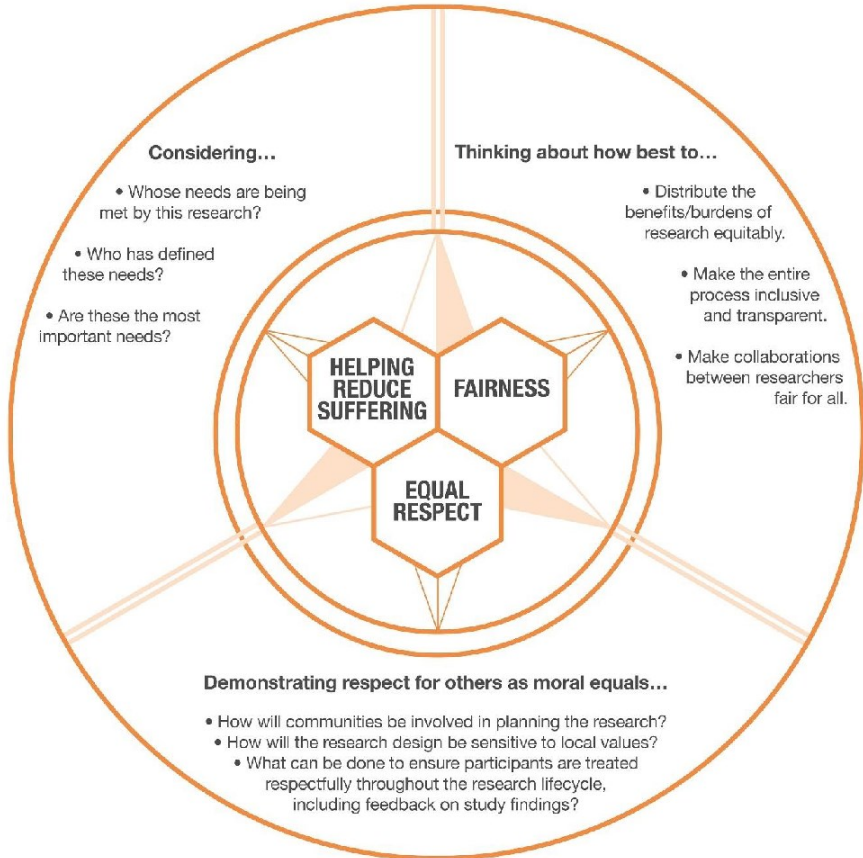 Considering...
• Whose needs are being
met by this research?
• Who has defined
these needs?
• Are these the most
important needs?
Thinking about how best to...
• Distribute the
benefits/burdens of
research equitably.
• Make the entire
process inclusive
and transparent.
• Make collaborations
between researchers
fair for all.
HELPING
REDUCE
SUFFERING
FAIRNESS
EQUAL
RESPECT
Demonstrating respect for others as moral equals...
• How will communities be involved in planning the research?
• How will the research design be sensitive to local values?
• What can be done to ensure participants are treated
respectfully throughout the research lifecycle,
including feedback on study findings?